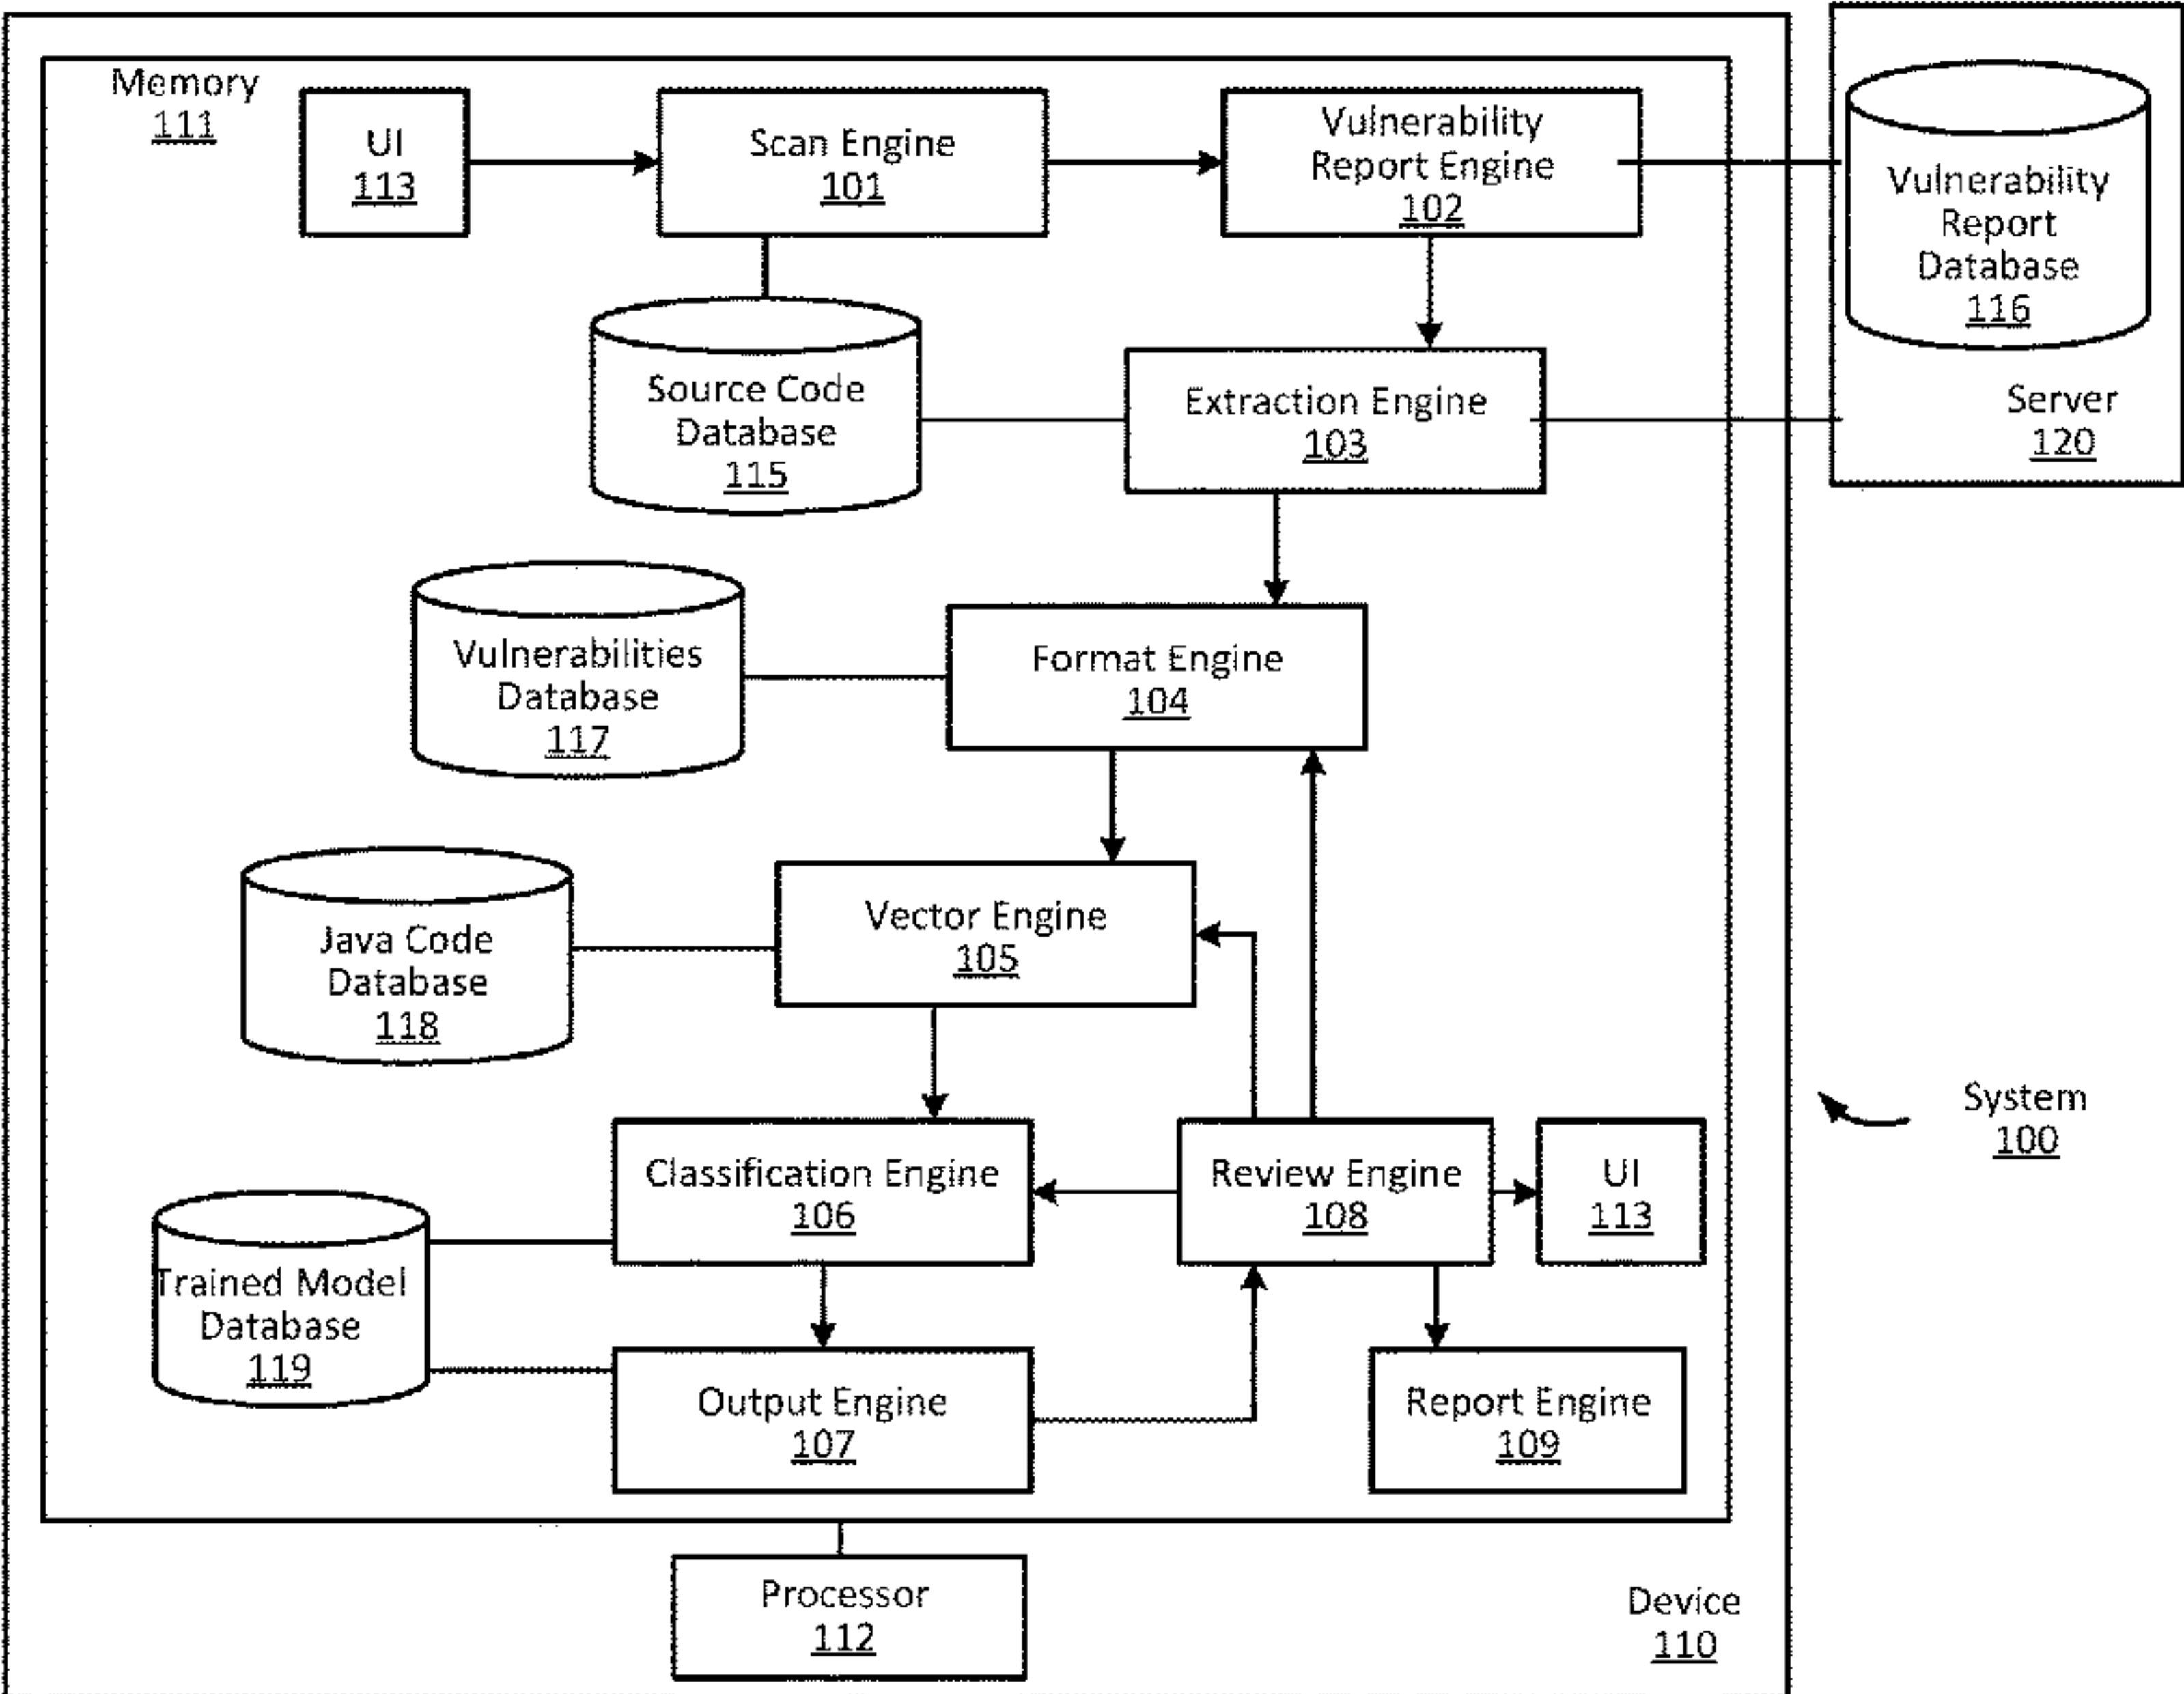 Memory
111
UI
113
Scan Engine
101
Vulnerability
Report Engine
102
Vulnerability
Report
Database
116
Server
120
Source Code
Database
115
Extraction Engine
103
Vulnerabilities
Database
117
Format Engine
104
Java Code
Database
118
Vector Engine
105
System
100
Classification Engine
106
Review Engine
108
UI
113
Trained Model
Database
119
Output Engine
107
Report Engine
109
Processor
112
Device
110